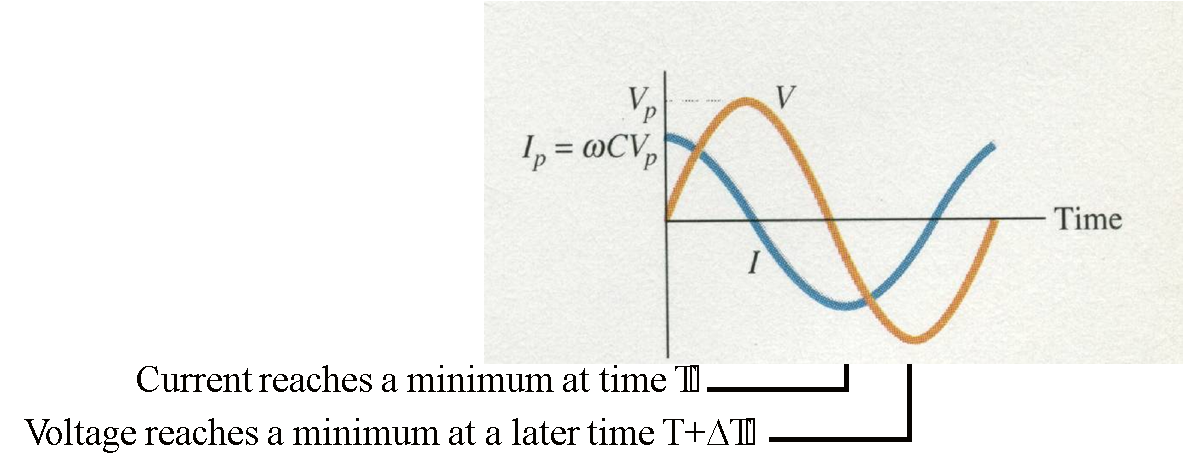 V_p
V
I_p = ωCV_p
Time
I
Current reaches a minimum at time T
Voltage reaches a minimum at a later time T+ΔT